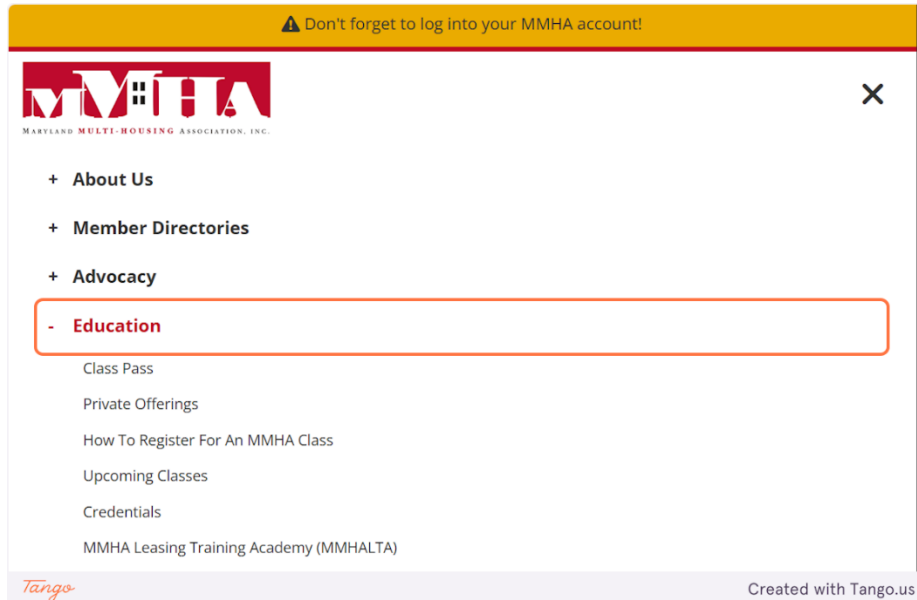 Don't forget to log into your MMHA account!
MMHA
MARYLAND MULTI-HOUSING ASSOCIATION, INC.
+ About Us
+ Member Directories
+ Advocacy
- Education
Class Pass
Private Offerings
How To Register For An MMHA Class
Upcoming Classes
Credentials
MMHA Leasing Training Academy (MMHALTA)
Tango
Created with Tango.us